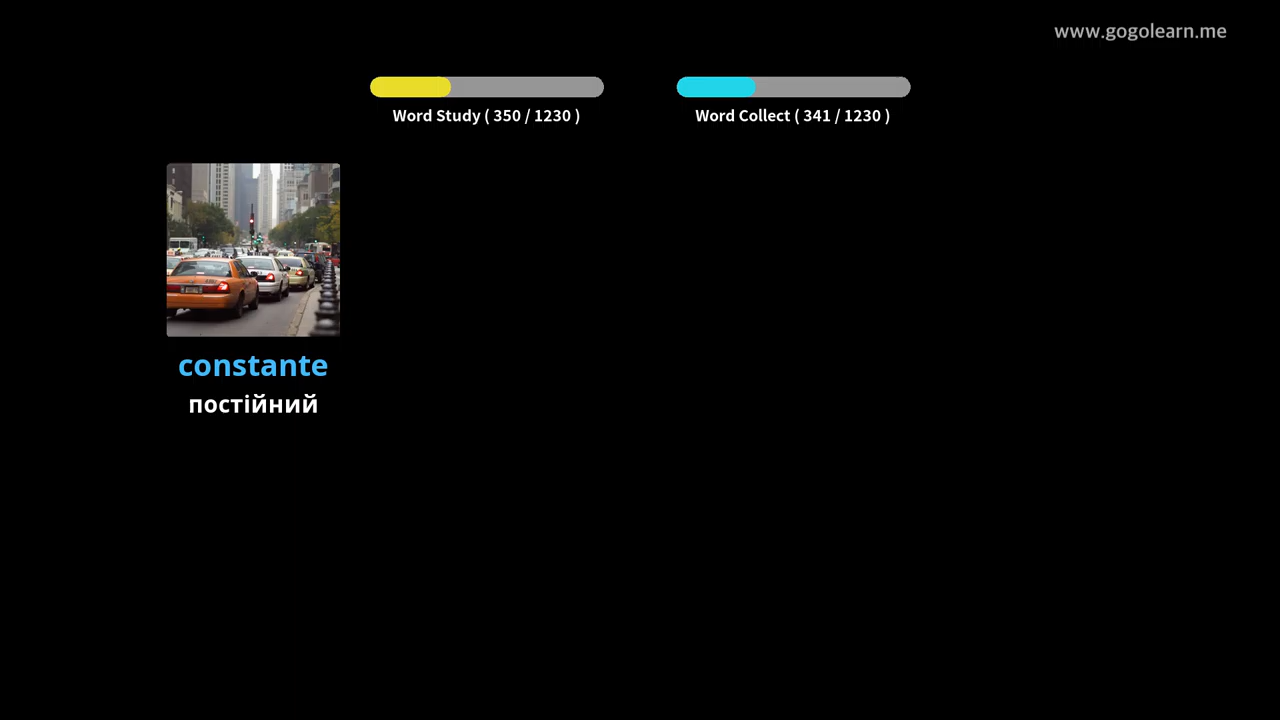 www.gogolearn.me
Word Study ( 350 / 1230 )
Word Collect ( 341 / 1230 )
constante
постійний